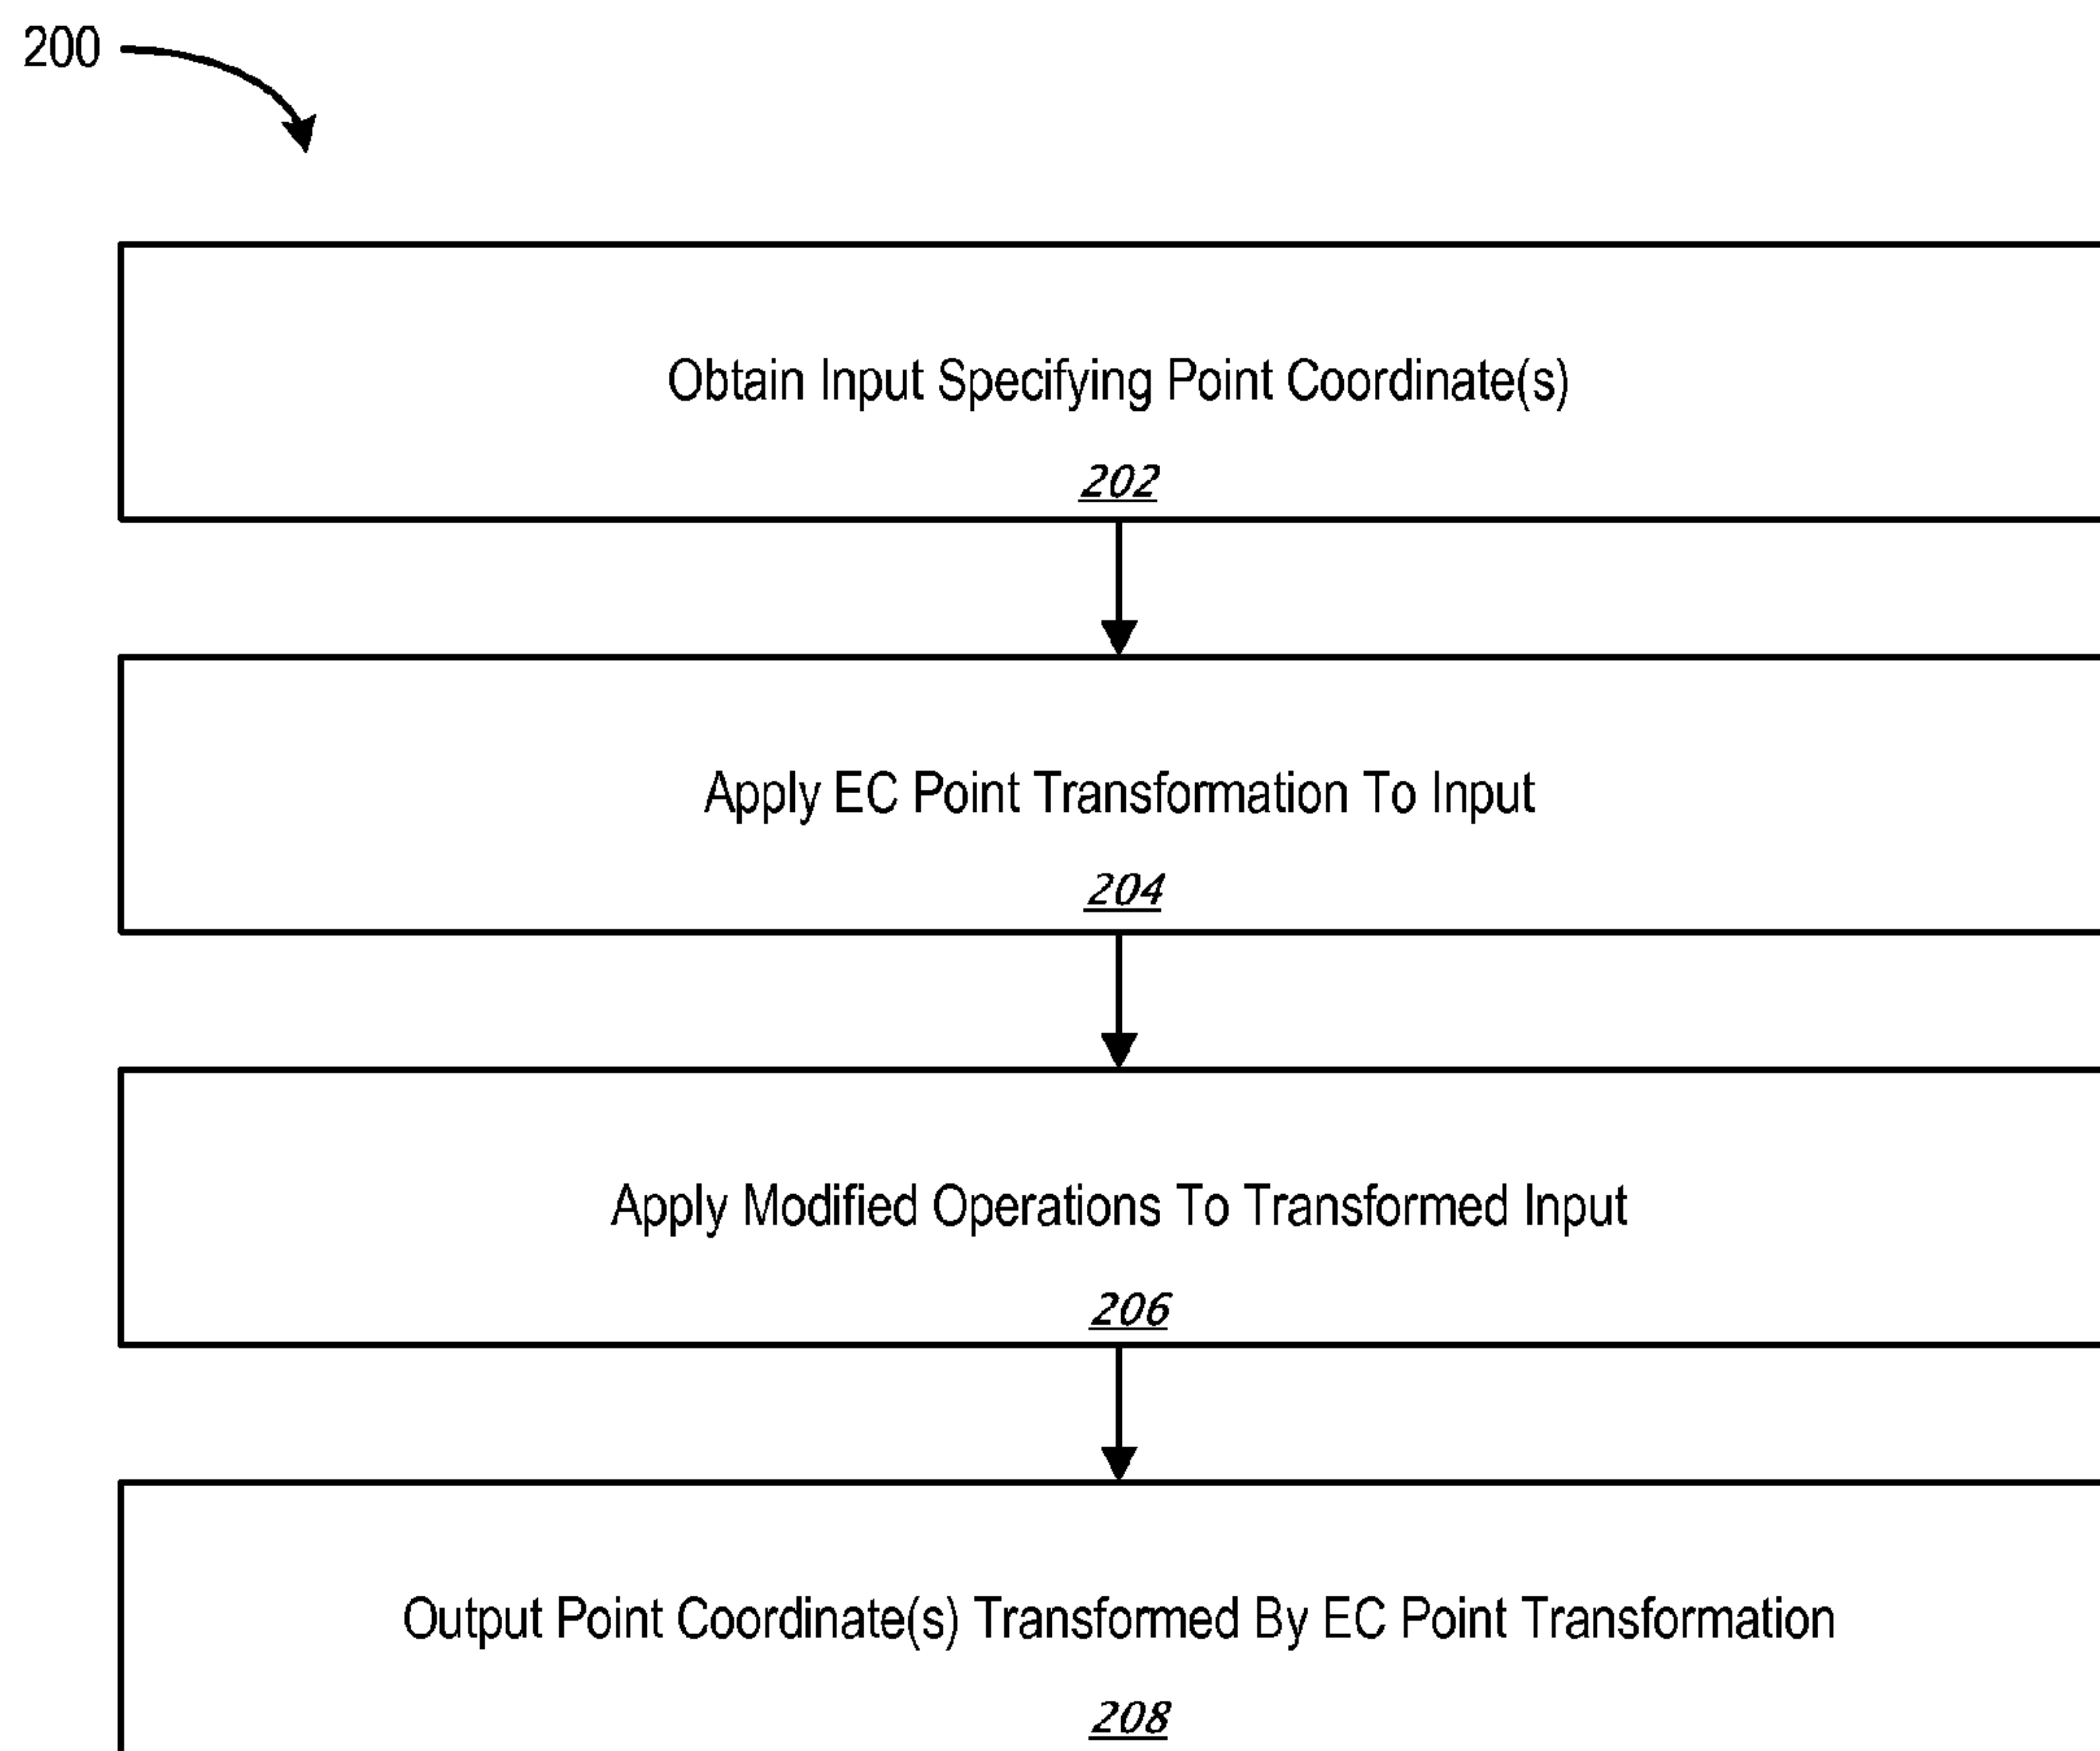 200
Obtain Input Specifying Point Coordinate(s)
202
Apply EC Point Transformation To Input
204
Apply Modified Operations To Transformed Input
206
Output Point Coordinate(s) Transformed By EC Point Transformation
208